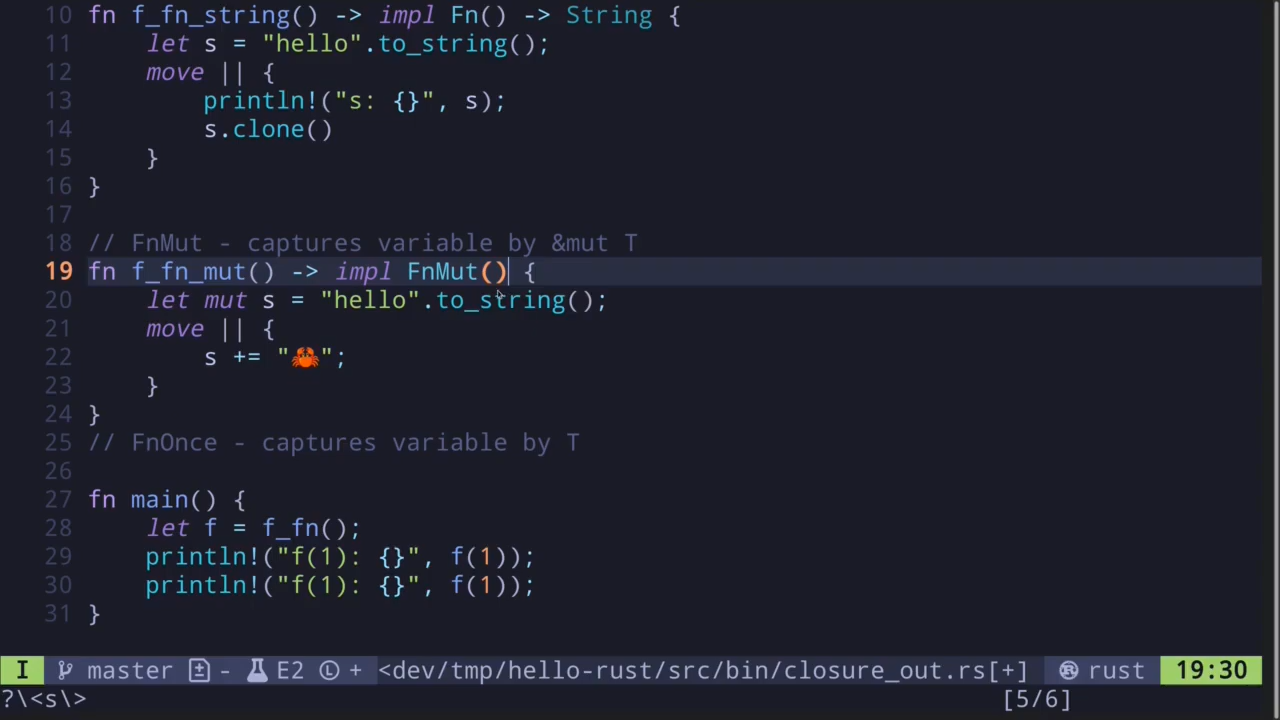 10 fn f_fn_string() -> impl Fn() -> String {
11     let s = "hello".to_string();
12     move || {
13         println!("s: {}", s);
14         s.clone()
15     }
16 }
17
18 // FnMut - captures variable by &mut T
19 fn f_fn_mut() -> impl FnMut() {
20     let mut s = "hello".to_string();
21     move || {
22         s += "🦀";
23     }
24 }
25 // FnOnce - captures variable by T
26
27 fn main() {
28     let f = f_fn();
29     println!("f(1): {}", f(1));
30     println!("f(1): {}", f(1));
31 }
I master - E2 + <dev/tmp/hello-rust/src/bin/closure_out.rs[+] rust 19:30
?\<s\> [5/6]